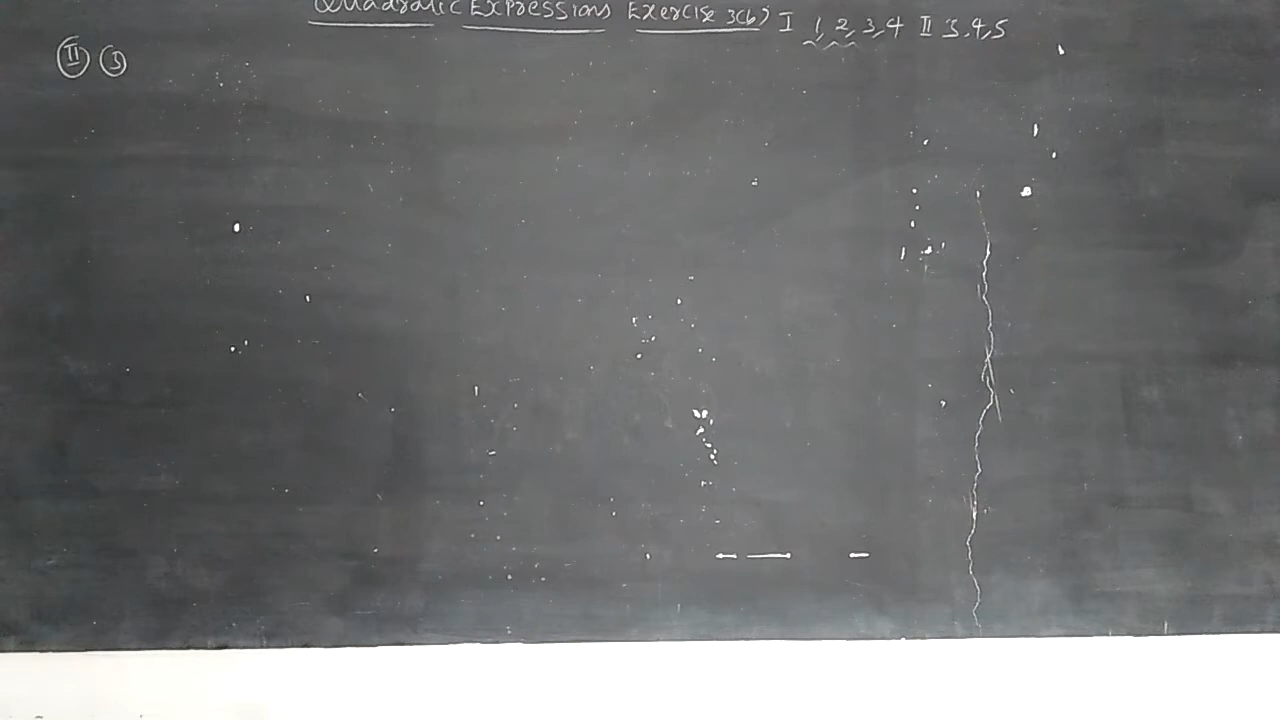 Quadratic Expressions Exercise 3(b) I 1, 2, 3, 4 II 3, 4, 5
II 3